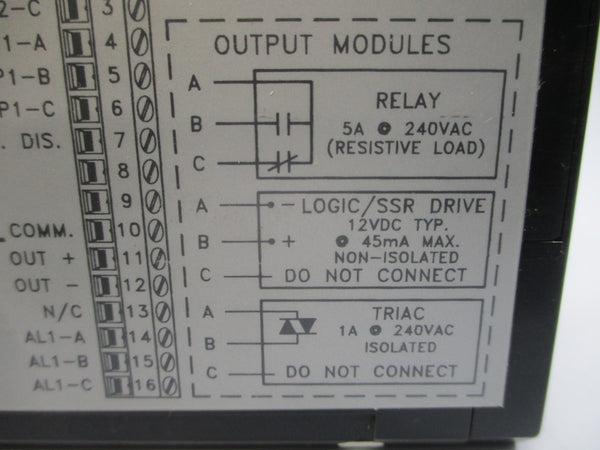 2-C 3
1-A 4
P1-B 5
P1-C 6
. DIS. 7
8
9
COMM. 10
OUT + 11
OUT - 12
N/C 13
AL1-A 14
AL1-B 15
AL1-C 16
OUTPUT MODULES
A
B
C
RELAY
5A @ 240VAC
(RESISTIVE LOAD)
A - LOGIC/SSR DRIVE
12VDC TYP.
B + @ 45mA MAX.
NON-ISOLATED
C DO NOT CONNECT
A TRIAC
1A @ 240VAC
B ISOLATED
C DO NOT CONNECT